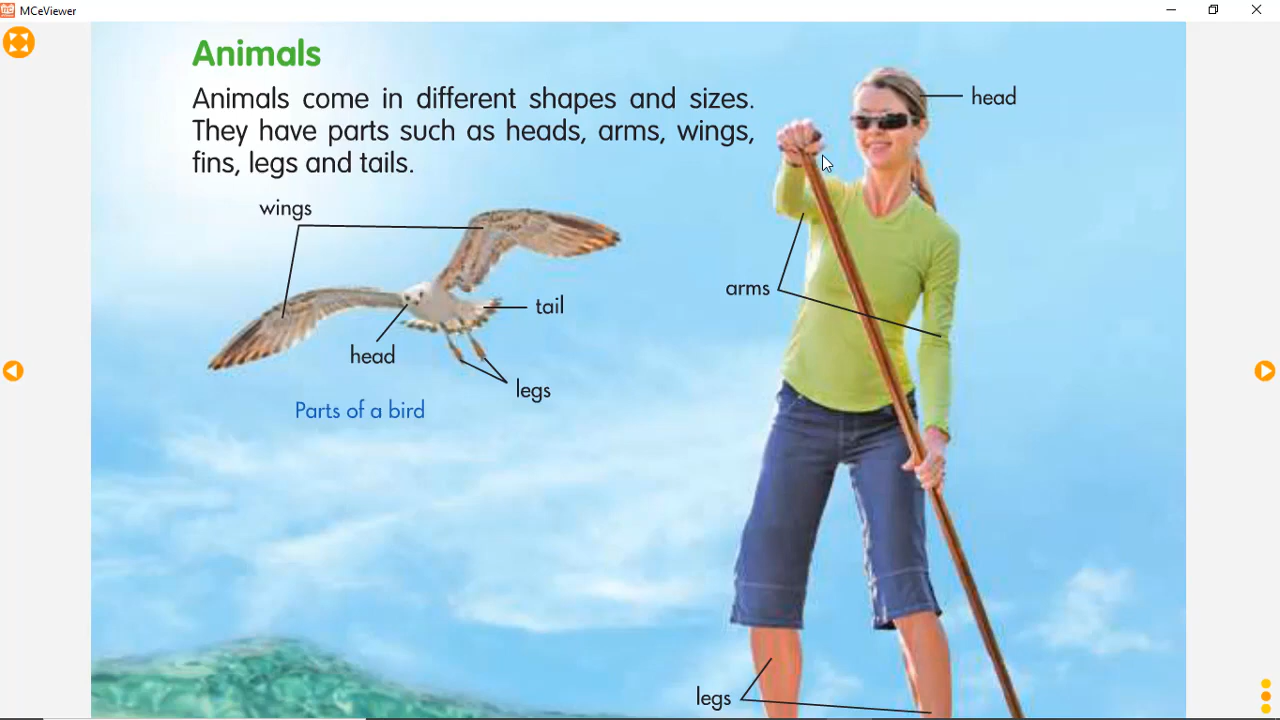 MCeViewer
Animals
Animals come in different shapes and sizes.
They have parts such as heads, arms, wings,
fins, legs and tails.
wings
tail
head
legs
Parts of a bird
head
arms
legs